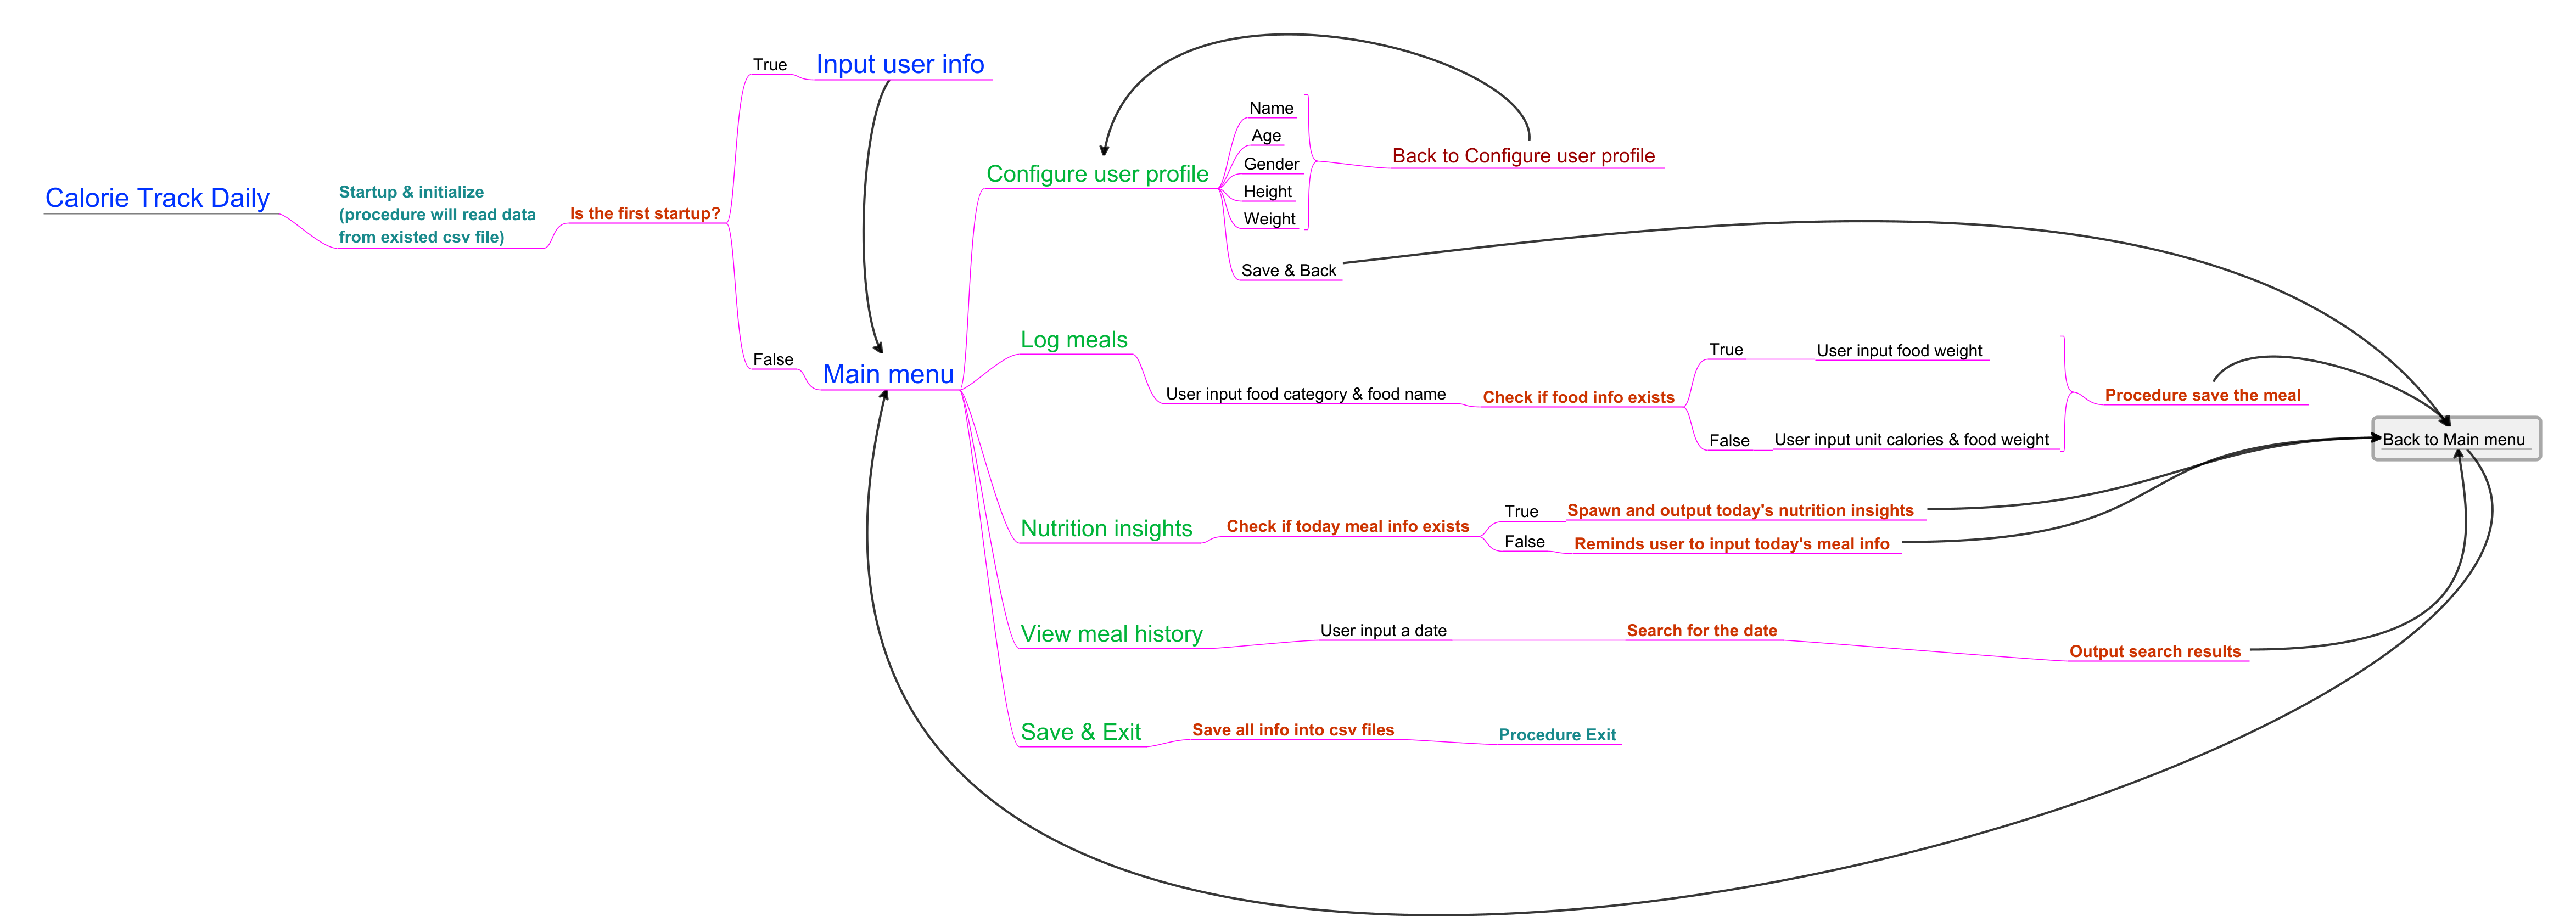 Calorie Track Daily
Startup & initialize
(procedure will read data
from existed csv file)
Is the first startup?
True
Input user info
False
Main menu
Configure user profile
Name
Age
Gender
Height
Weight
Back to Configure user profile
Save & Back
Log meals
User input food category & food name
Check if food info exists
True
User input food weight
False
User input unit calories & food weight
Procedure save the meal
Back to Main menu
Nutrition insights
Check if today meal info exists
True
Spawn and output today's nutrition insights
False
Reminds user to input today's meal info
View meal history
User input a date
Search for the date
Output search results
Save & Exit
Save all info into csv files
Procedure Exit